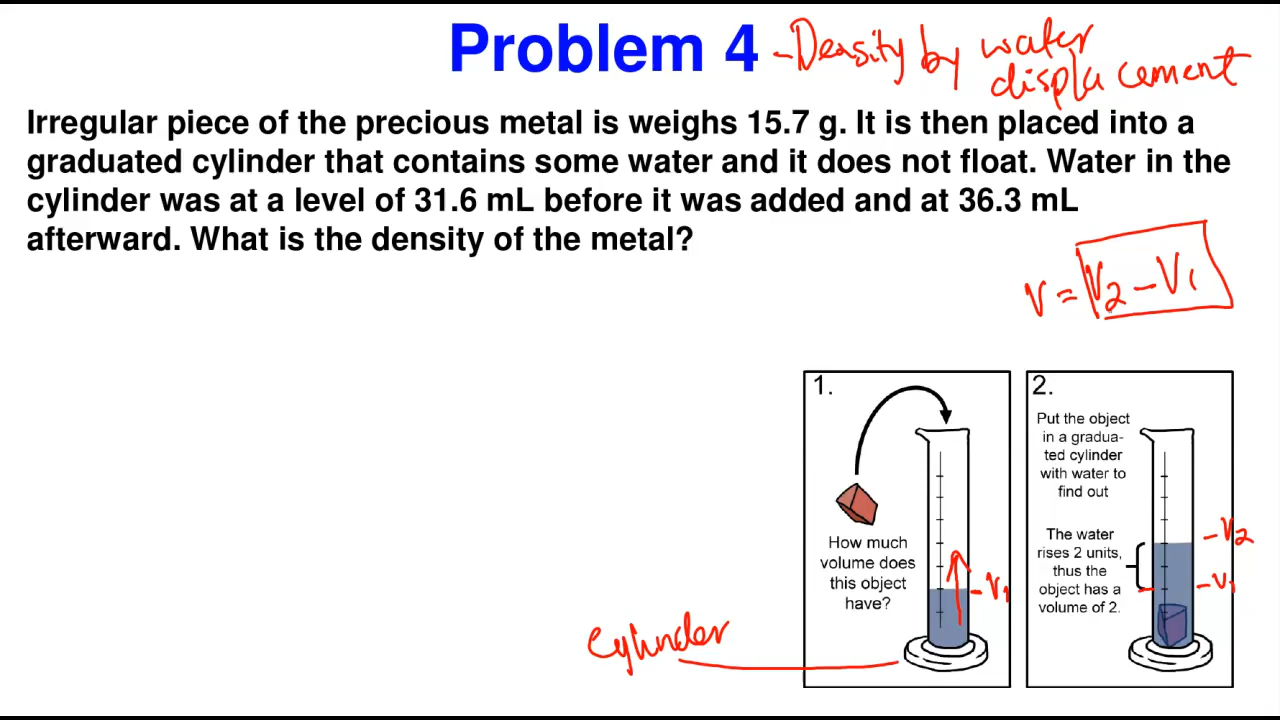 Problem 4 -Density by water
displacement
Irregular piece of the precious metal is weighs 15.7 g. It is then placed into a
graduated cylinder that contains some water and it does not float. Water in the
cylinder was at a level of 31.6 mL before it was added and at 36.3 mL
afterward. What is the density of the metal?
V = V2 - V1
1.
How much
volume does
this object
have?
-V1
Cylinder
2.
Put the object
in a gradua-
ted cylinder
with water to
find out
The water
rises 2 units,
thus the
object has a
volume of 2.
-V2
-V1